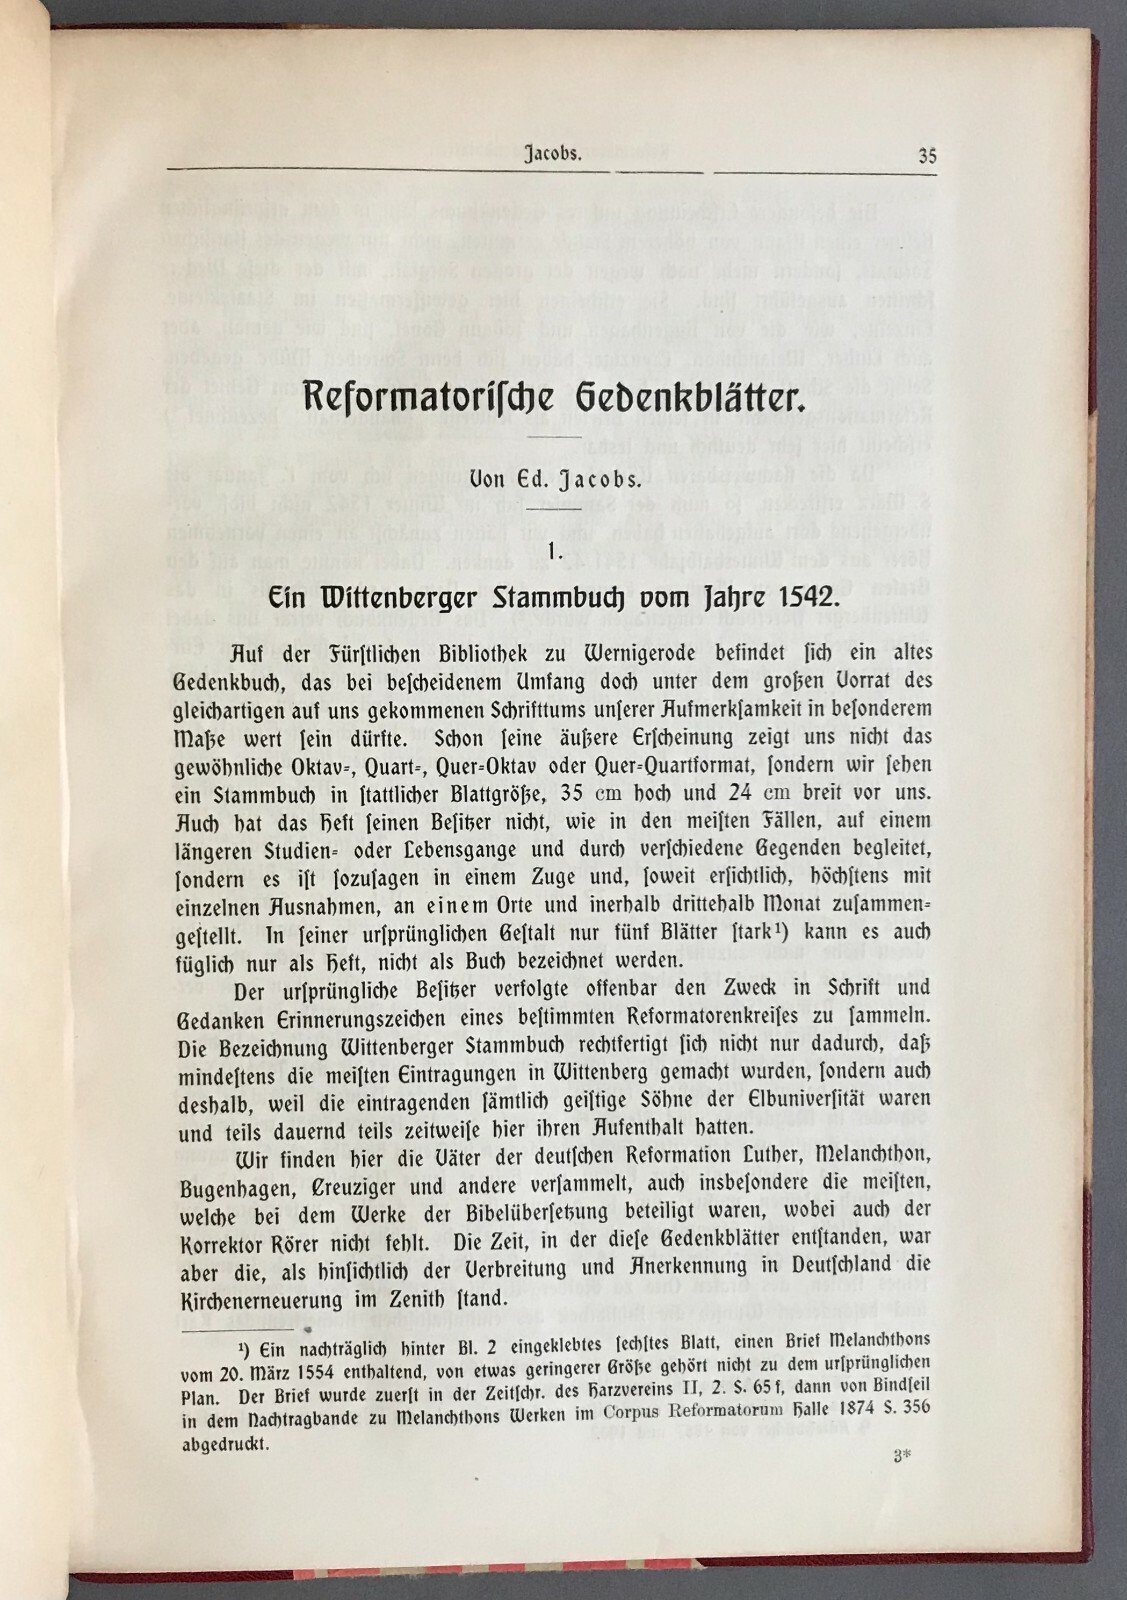 Jacobs. 35
Reformatoriſche Gedenkblätter.
Von Ed. Jacobs.
1.
Ein Wittenberger Stammbuch vom Jahre 1542.
Auf der Fürſtlichen Bibliothek zu Wernigerode befindet ſich ein altes
Gedenkbuch, das bei beſcheidenem Umfang doch unter dem großen Vorrat des
gleichartigen auf uns gekommenen Schrifttums unſerer Aufmerkſamkeit in beſonderem
Maße wert ſein dürfte. Schon ſeine äußere Erſcheinung zeigt uns nicht das
gewöhnliche Oktav-, Quart-, Quer-Oktav oder Quer-Quartformat, ſondern wir ſehen
ein Stammbuch in ſtattlicher Blattgröße, 35 cm hoch und 24 cm breit vor uns.
Auch hat das Heft ſeinen Beſitzer nicht, wie in den meiſten Fällen, auf einem
längeren Studien- oder Lebensgange und durch verſchiedene Gegenden begleitet,
ſondern es iſt ſozuſagen in einem Zuge und, ſoweit erſichtlich, höchſtens mit
einzelnen Ausnahmen, an einem Orte und inerhalb drittehalb Monat zuſammen-
geſtellt. In ſeiner urſprünglichen Geſtalt nur fünf Blätter ſtark¹) kann es auch
füglich nur als Heft, nicht als Buch bezeichnet werden.
Der urſprüngliche Beſitzer verfolgte offenbar den Zweck in Schrift und
Gedanken Erinnerungszeichen eines beſtimmten Reformatorenkreiſes zu ſammeln.
Die Bezeichnung Wittenberger Stammbuch rechtfertigt ſich nicht nur dadurch, daß
mindeſtens die meiſten Eintragungen in Wittenberg gemacht wurden, ſondern auch
deshalb, weil die eintragenden ſämtlich geiſtige Söhne der Elbuniverſität waren
und teils dauernd teils zeitweiſe hier ihren Aufenthalt hatten.
Wir finden hier die Väter der deutſchen Reformation Luther, Melanchthon,
Bugenhagen, Creuziger und andere verſammelt, auch insbeſondere die meiſten,
welche bei dem Werke der Bibelüberſetzung beteiligt waren, wobei auch der
Korrektor Rörer nicht fehlt. Die Zeit, in der dieſe Gedenkblätter entſtanden, war
aber die, als hinſichtlich der Verbreitung und Anerkennung in Deutſchland die
Kirchenerneuerung im Zenith ſtand.
¹) Ein nachträglich hinter Bl. 2 eingeklebtes ſechſtes Blatt, einen Brief Melanchthons
vom 20. März 1554 enthaltend, von etwas geringerer Größe gehört nicht zu dem urſprünglichen
Plan. Der Brief wurde zuerſt in der Zeitſchr. des Harzvereins II, 2. S. 65 f, dann von Bindſeil
in dem Nachtragbande zu Melanchthons Werken im Corpus Reformatorum Halle 1874 S. 356
abgedruckt.
3*